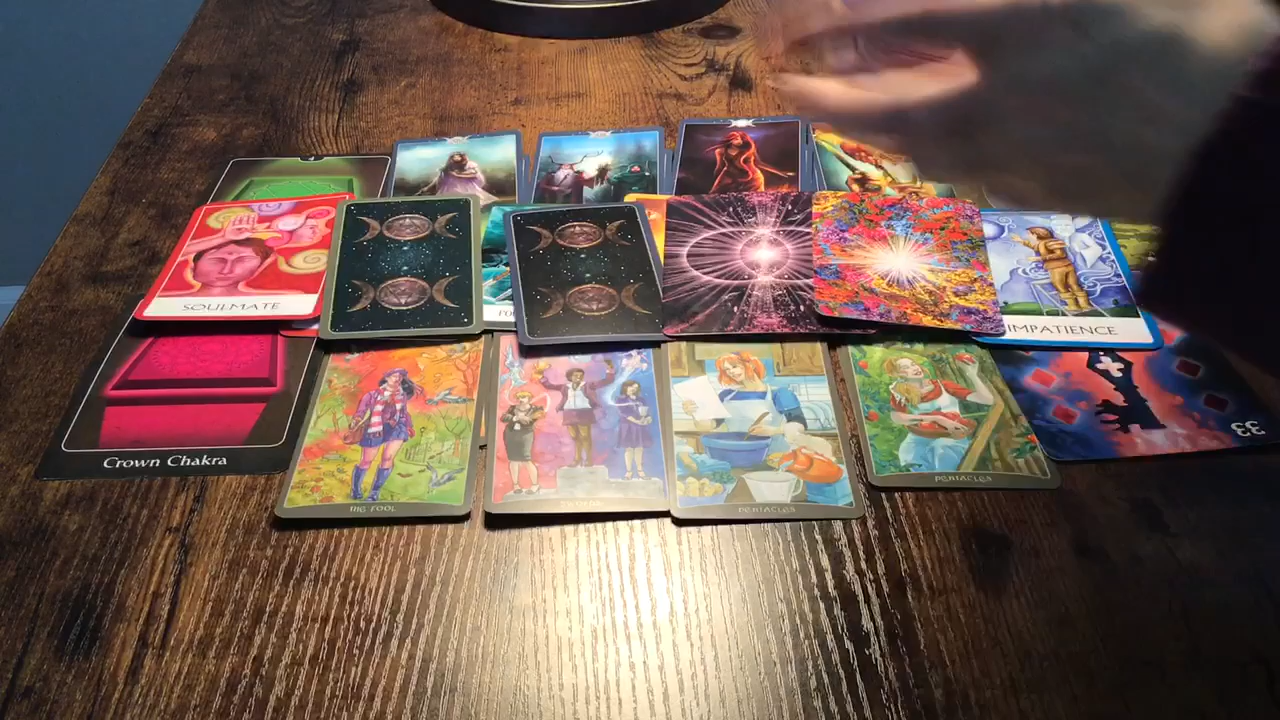 SOULMATE
IMPATIENCE
Crown Chakra
33
THE FOOL
PENTACLES
PENTACLES